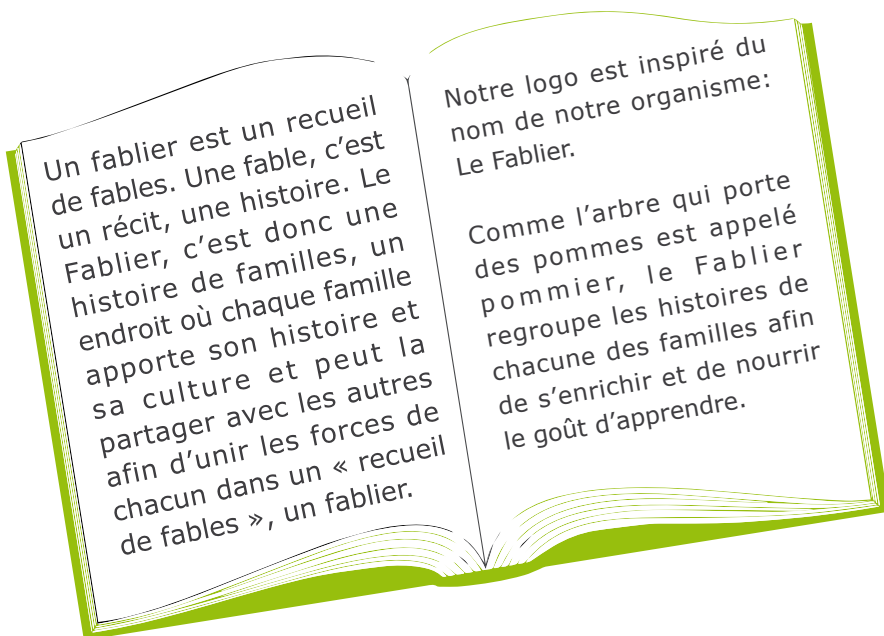 Un fablier est un recueil
de fables. Une fable, c’est
un récit, une histoire. Le
Fablier, c’est donc une
histoire de familles, un
endroit où chaque famille
apporte son histoire et
sa culture et peut la
partager avec les autres
afin d’unir les forces de
chacun dans un « recueil
de fables », un fablier.
Notre logo est inspiré du
nom de notre organisme:
Le Fablier.
Comme l’arbre qui porte
des pommes est appelé
pommier, le Fablier
regroupe les histoires de
chacune des familles afin
de s’enrichir et de nourrir
le goût d’apprendre.